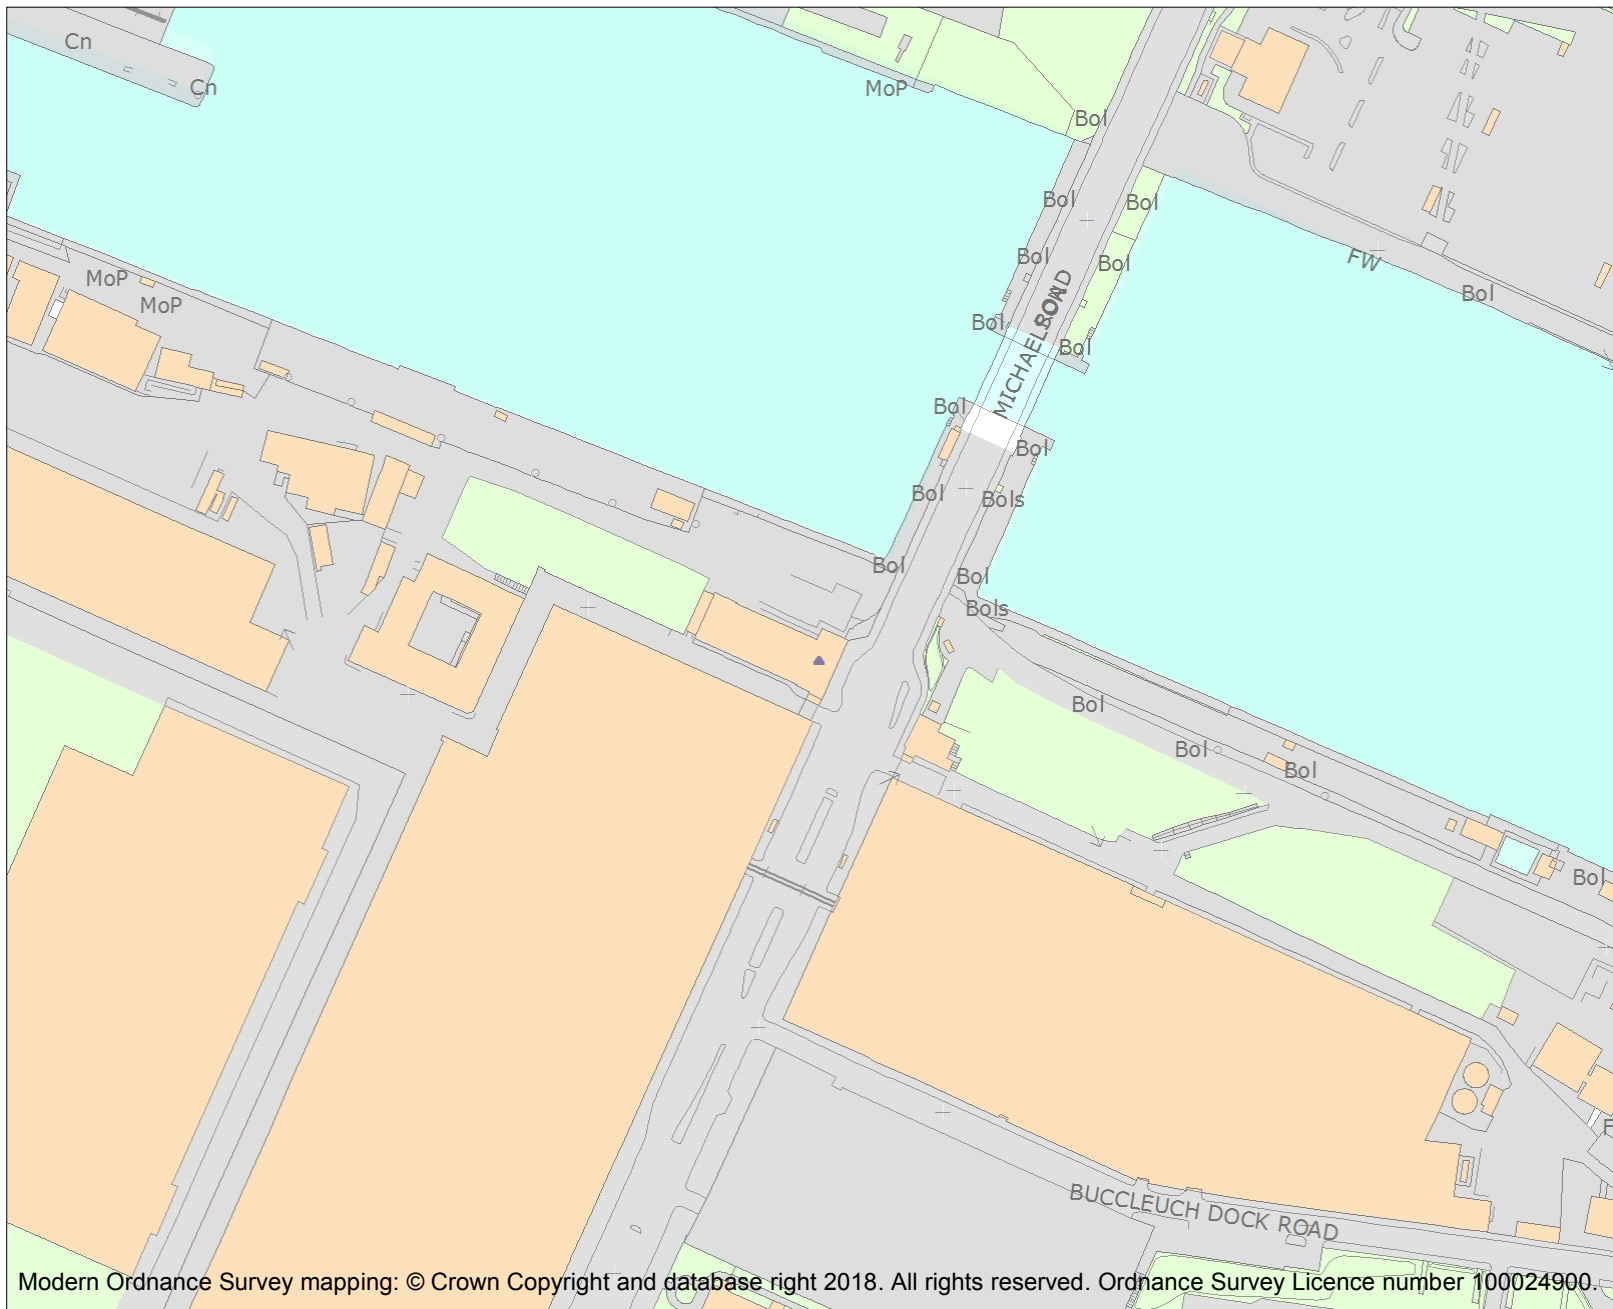 Cn
Cn
MoP
Bol
Bol
Bol
Bol
Bol
FW
MoP
MoP
Bol
Bol
MICHAELSON ROAD
Bol
Bol
Bol
Bol
Bols
Bol
Bol
Bols
Bol
Bol
Bol
Bol
F
BUCCLEUCH DOCK ROAD
Modern Ordnance Survey mapping: © Crown Copyright and database right 2018. All rights reserved. Ordnance Survey Licence number 100024900.